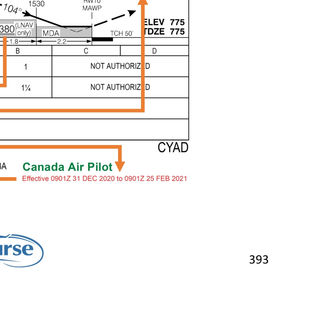 1530
RW10
MAWP
104°
ELEV 775
TDZE 775
380 (LNAV only)
MDA
TCH 50'
1.8
2.2
B C D
1 NOT AUTHORIZED
1¼ NOT AUTHORIZED
CYAD
Canada Air Pilot
Effective 0901Z 31 DEC 2020 to 0901Z 25 FEB 2021
393